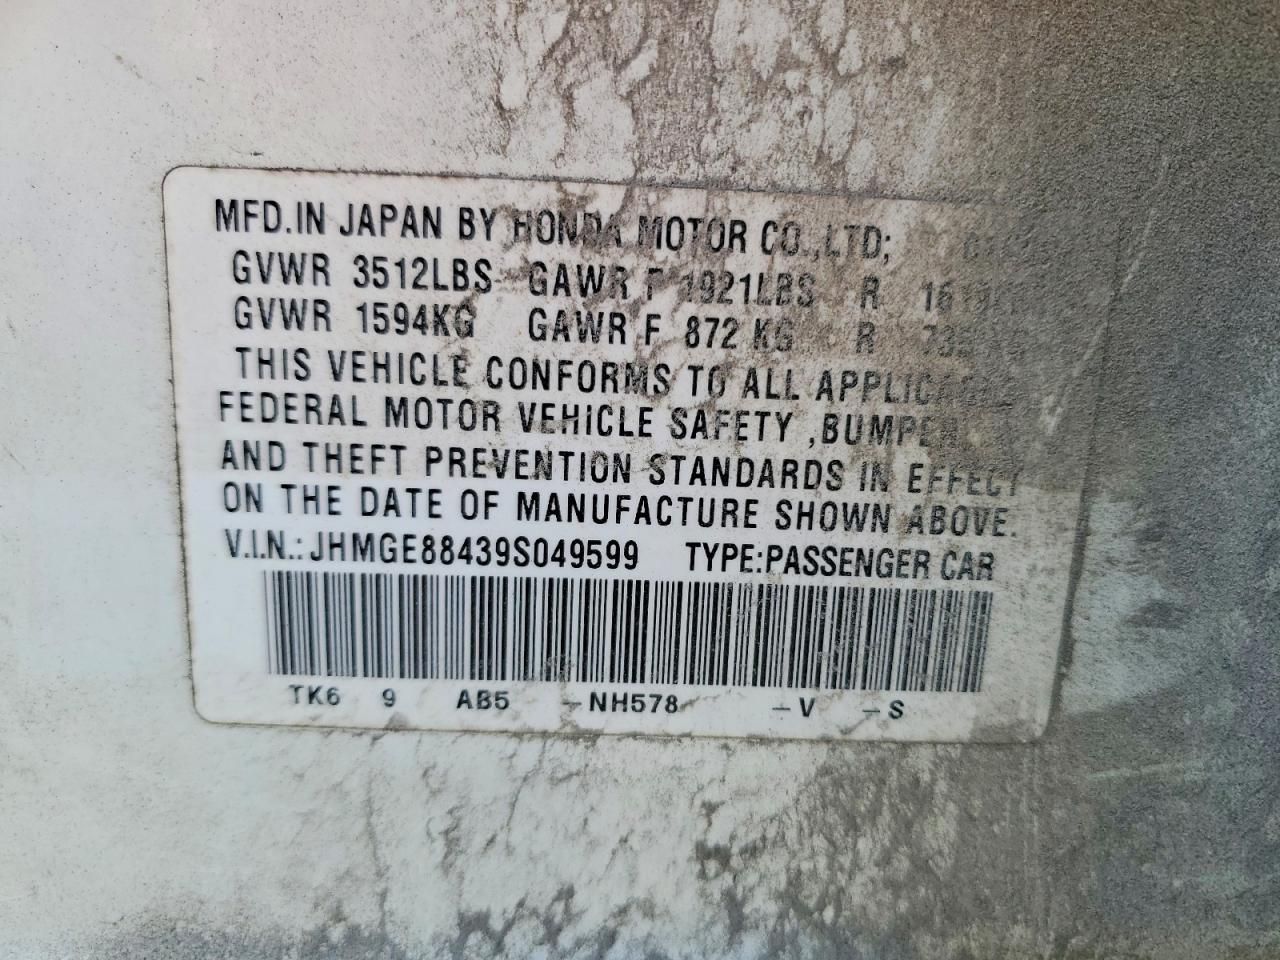 MFD.IN JAPAN BY HONDA MOTOR CO.,LTD;
GVWR 3512LBS GAWR F 1921LBS R
GVWR 1594KG GAWR F 872 KG R
THIS VEHICLE CONFORMS TO ALL APPLICABLE
FEDERAL MOTOR VEHICLE SAFETY ,BUMPER
AND THEFT PREVENTION STANDARDS IN EFFECT
ON THE DATE OF MANUFACTURE SHOWN ABOVE.
V.I.N.: JHMGE88439S049599 TYPE:PASSENGER CAR
TK6 9 AB5 -NH578 -V -S